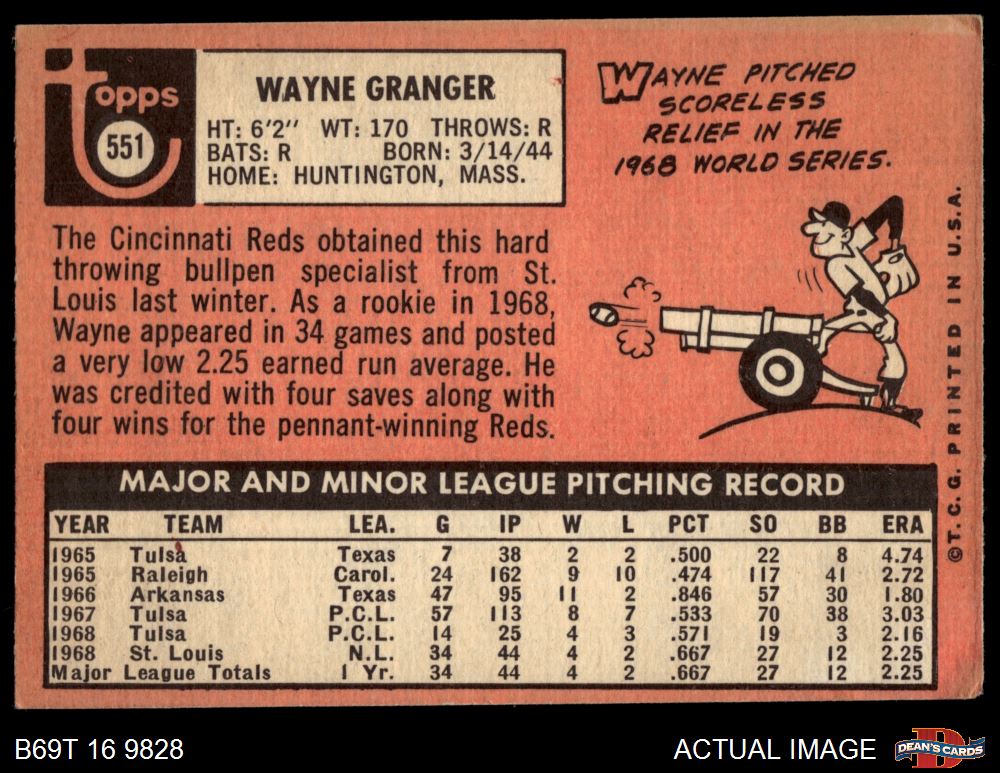 Topps
551
WAYNE GRANGER
HT: 6'2" WT: 170 THROWS: R
BATS: R BORN: 3/14/44
HOME: HUNTINGTON, MASS.
WAYNE PITCHED
SCORELESS
RELIEF IN THE
1968 WORLD SERIES.
The Cincinnati Reds obtained this hard
throwing bullpen specialist from St.
Louis last winter. As a rookie in 1968,
Wayne appeared in 34 games and posted
a very low 2.25 earned run average. He
was credited with four saves along with
four wins for the pennant-winning Reds.
©T.C.G. PRINTED IN U.S.A.
MAJOR AND MINOR LEAGUE PITCHING RECORD
YEAR TEAM LEA. G IP W L PCT SO BB ERA
1965 Tulsa Texas 7 38 2 2 .500 22 8 4.74
1965 Raleigh Carol. 24 162 9 10 .474 117 41 2.72
1966 Arkansas Texas 47 95 11 2 .846 57 30 1.80
1967 Tulsa P.C.L. 57 113 8 7 .533 70 38 3.03
1968 Tulsa P.C.L. 14 25 4 3 .571 19 3 2.16
1968 St. Louis N.L. 34 44 4 2 .667 27 12 2.25
Major League Totals 1 Yr. 34 44 4 2 .667 27 12 2.25
B69T 16 9828
ACTUAL IMAGE
D
DEAN'S CARDS